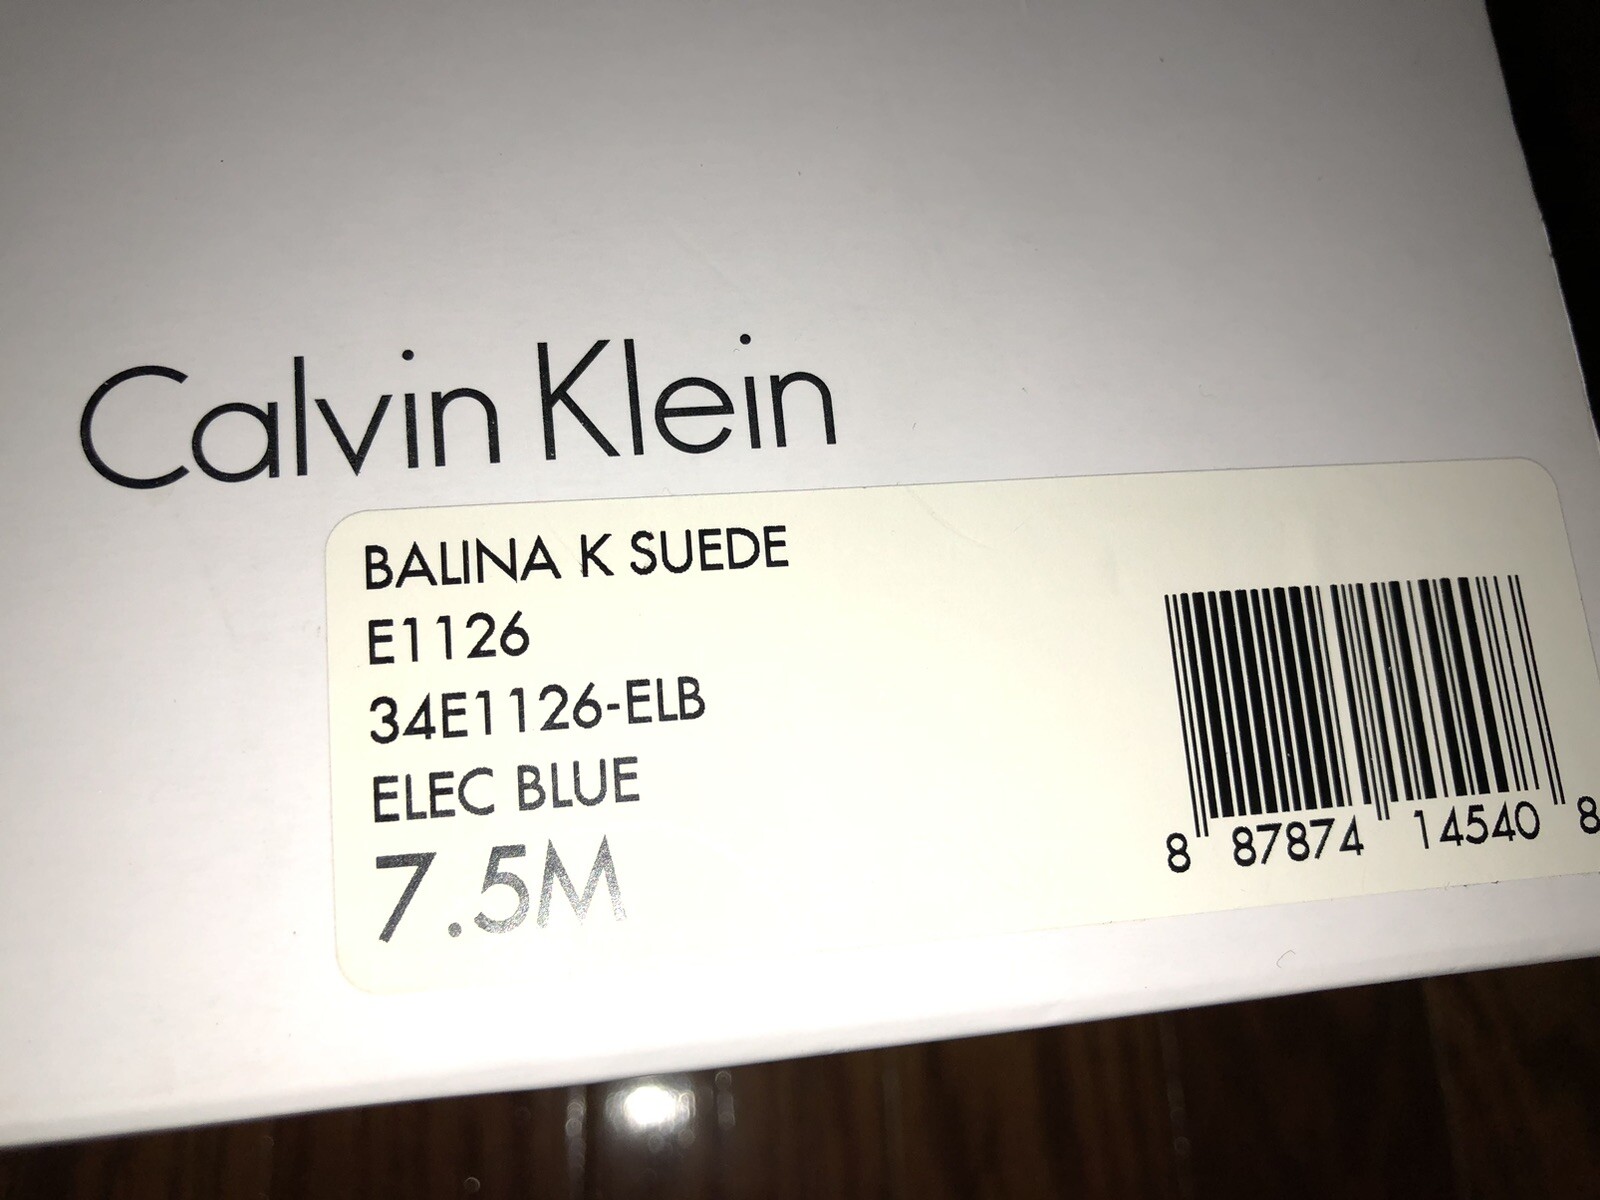 Calvin Klein
BALINA K SUEDE
E1126
34E1126-ELB
ELEC BLUE
7.5M
8 87874 14540 8